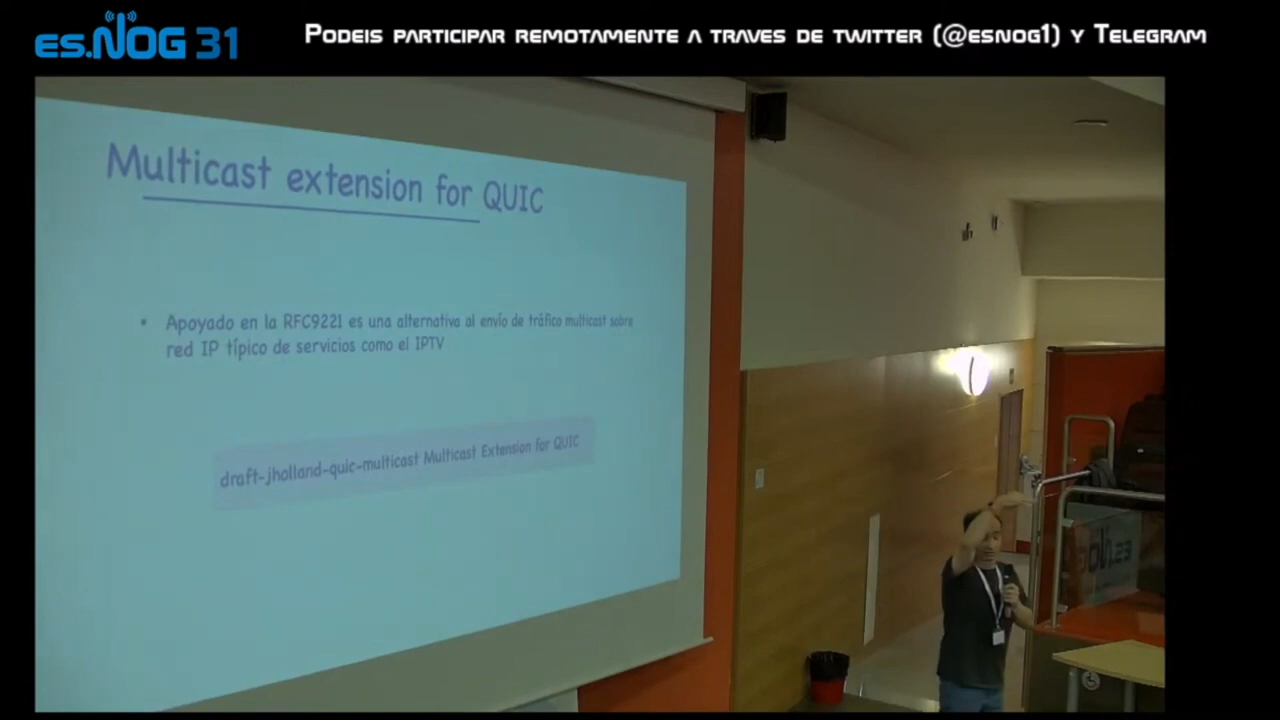 es.NOG 31
PODEIS PARTICIPAR REMOTAMENTE A TRAVES DE TWITTER (@ESNOG1) Y TELEGRAM
Multicast extension for QUIC
• Apoyado en la RFC9221 es una alternativa al envío de tráfico multicast sobre
red IP típico de servicios como el IPTV
draft-jholland-quic-multicast Multicast Extension for QUIC
es.NOG